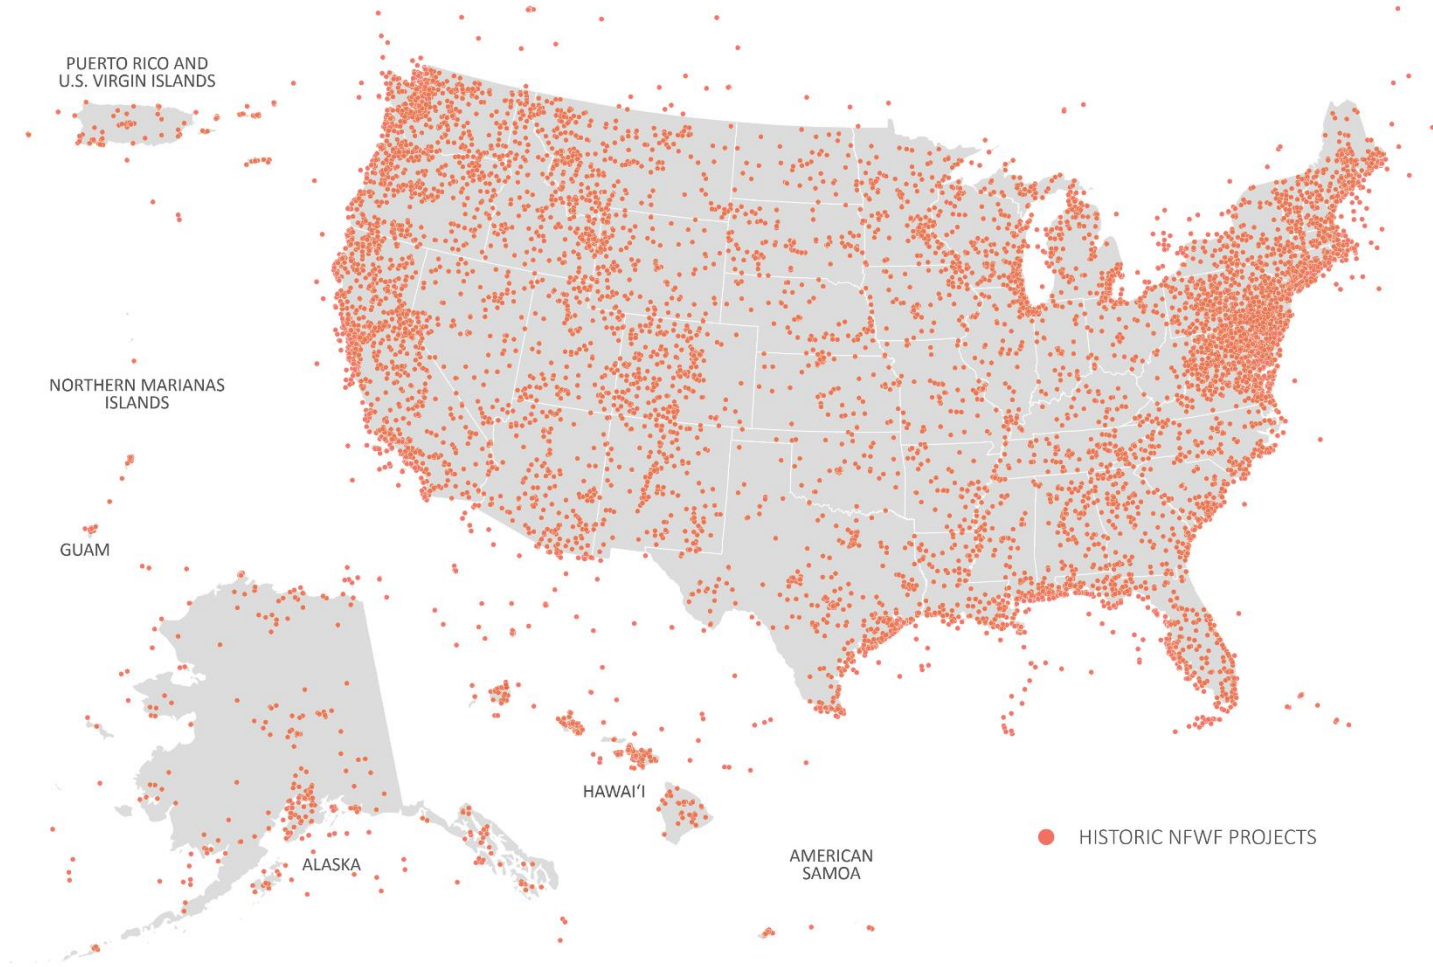 PUERTO RICO AND
U.S. VIRGIN ISLANDS
NORTHERN MARIANAS
ISLANDS
GUAM
ALASKA
HAWAIʻI
AMERICAN
SAMOA
HISTORIC NFWF PROJECTS